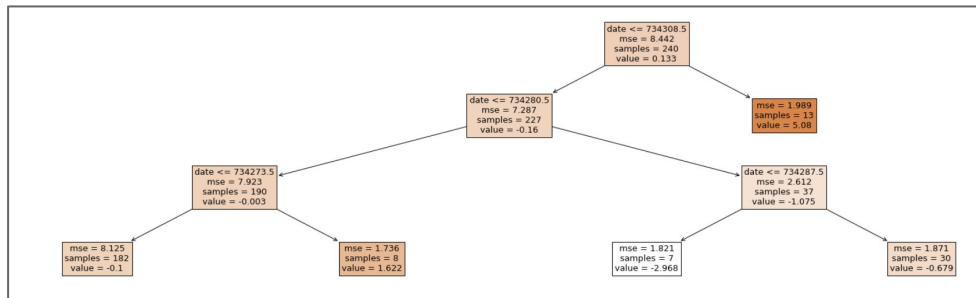 date <= 734308.5
mse = 8.442
samples = 240
value = 0.133
date <= 734280.5
mse = 7.287
samples = 227
value = -0.16
mse = 1.989
samples = 13
value = 5.08
date <= 734273.5
mse = 7.923
samples = 190
value = -0.003
date <= 734287.5
mse = 2.612
samples = 37
value = -1.075
mse = 8.125
samples = 182
value = -0.1
mse = 1.736
samples = 8
value = 1.622
mse = 1.821
samples = 7
value = -2.968
mse = 1.871
samples = 30
value = -0.679